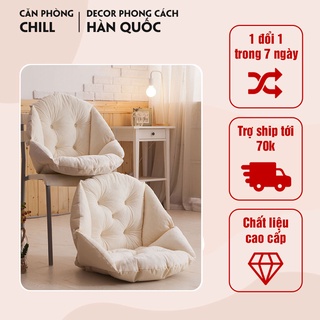 CĂN PHÒNG
CHILL
DECOR PHONG CÁCH
HÀN QUỐC
1 đổi 1
trong 7 ngày
Trợ ship tới
70k
Chất liệu
cao cấp